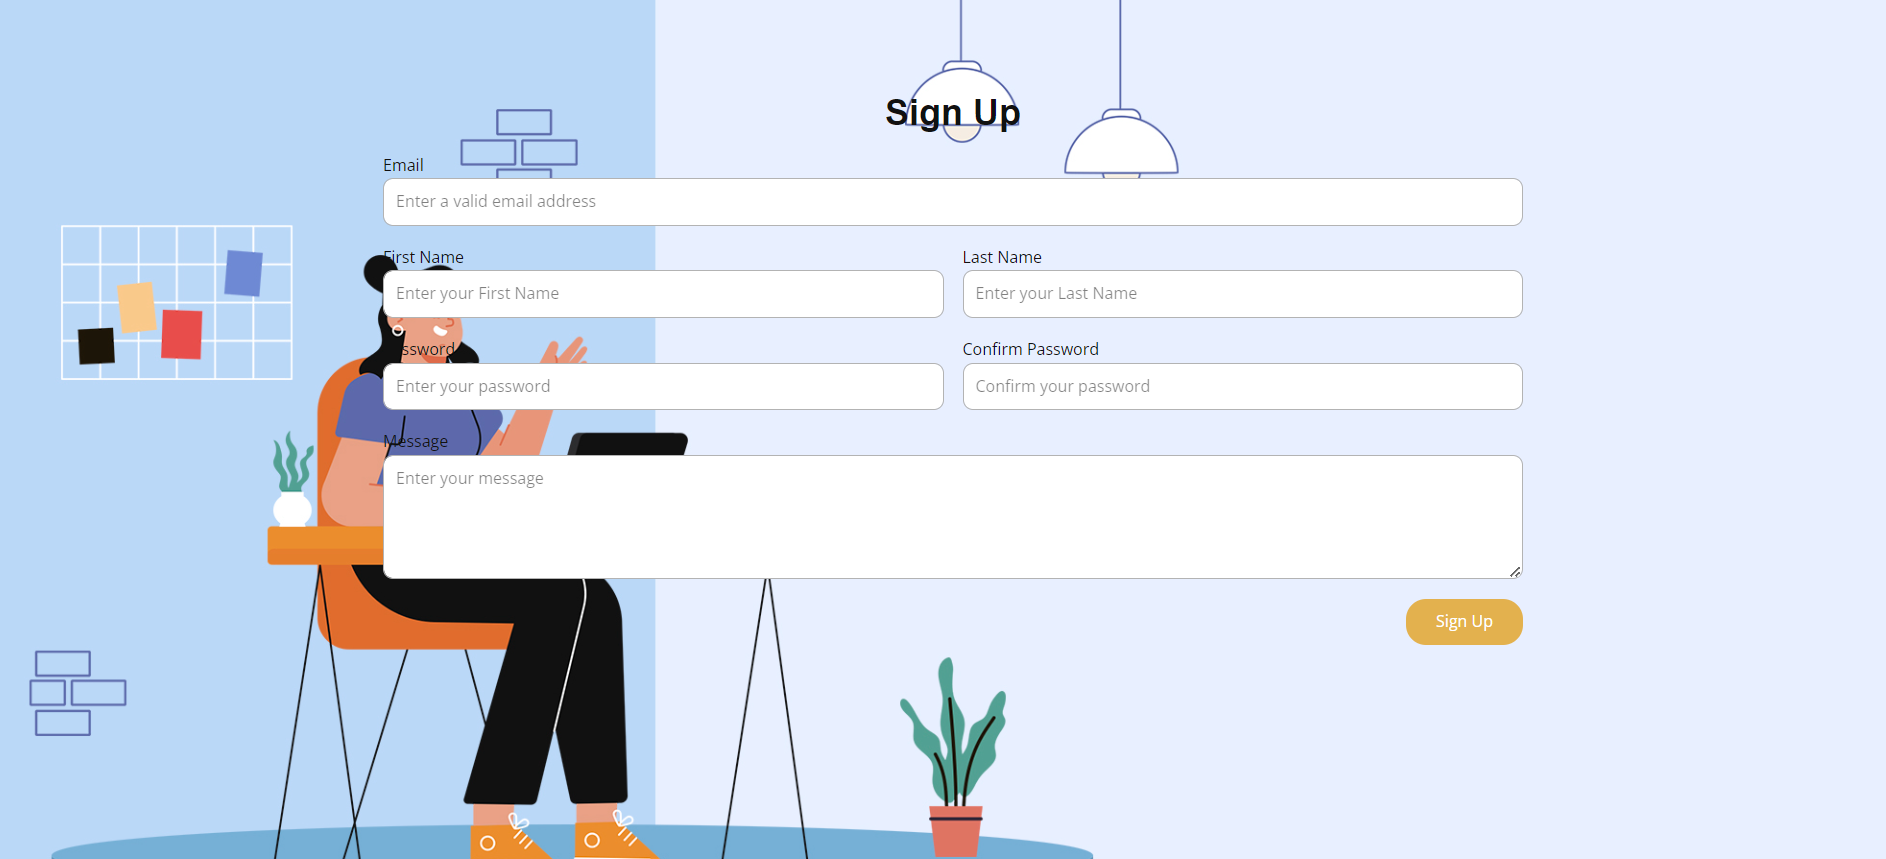 Sign Up
Email
Enter a valid email address
First Name
Last Name
Enter your First Name
Enter your Last Name
Password
Confirm Password
Enter your password
Confirm your password
Message
Enter your message
Sign Up